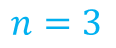 n = 3